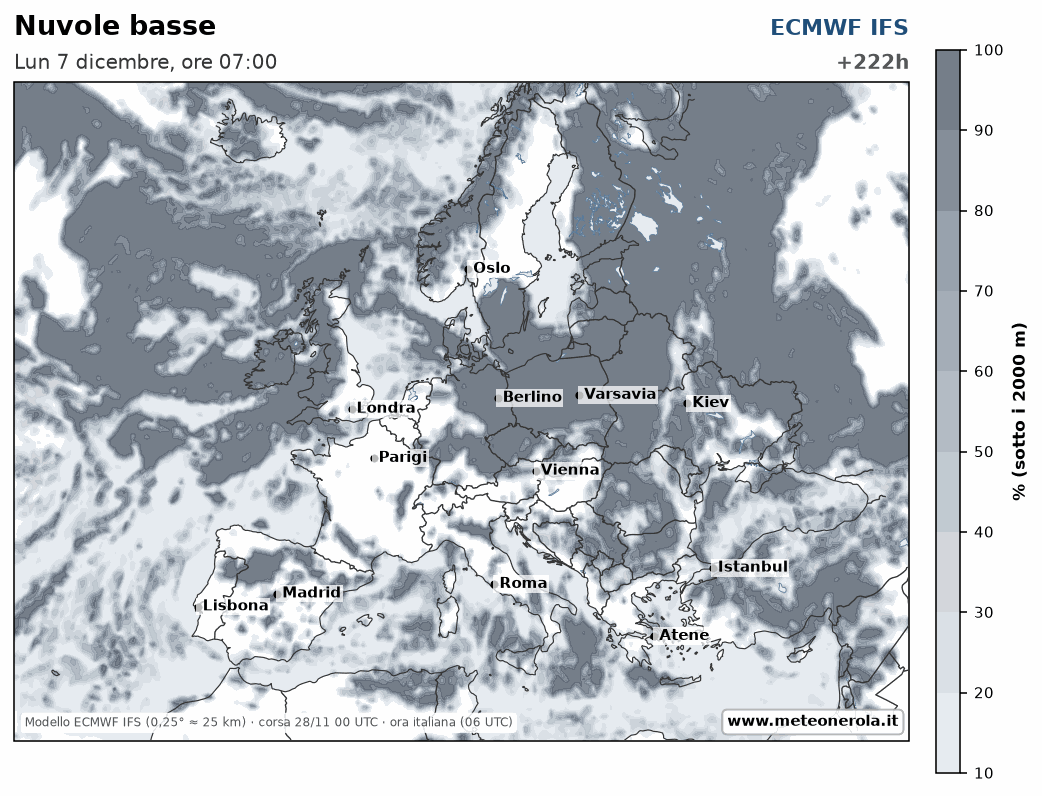 Nuvole basse
ECMWF IFS
Lun 7 dicembre, ore 07:00
+222h
Oslo
Berlino
Varsavia
Kiev
Londra
Parigi
Vienna
Istanbul
Roma
Madrid
Lisbona
Atene
Modello ECMWF IFS (0,25° ≈ 25 km) · corsa 28/11 00 UTC · ora italiana (06 UTC)
www.meteonerola.it
100
90
80
70
60
50
40
30
20
10
% (sotto i 2000 m)